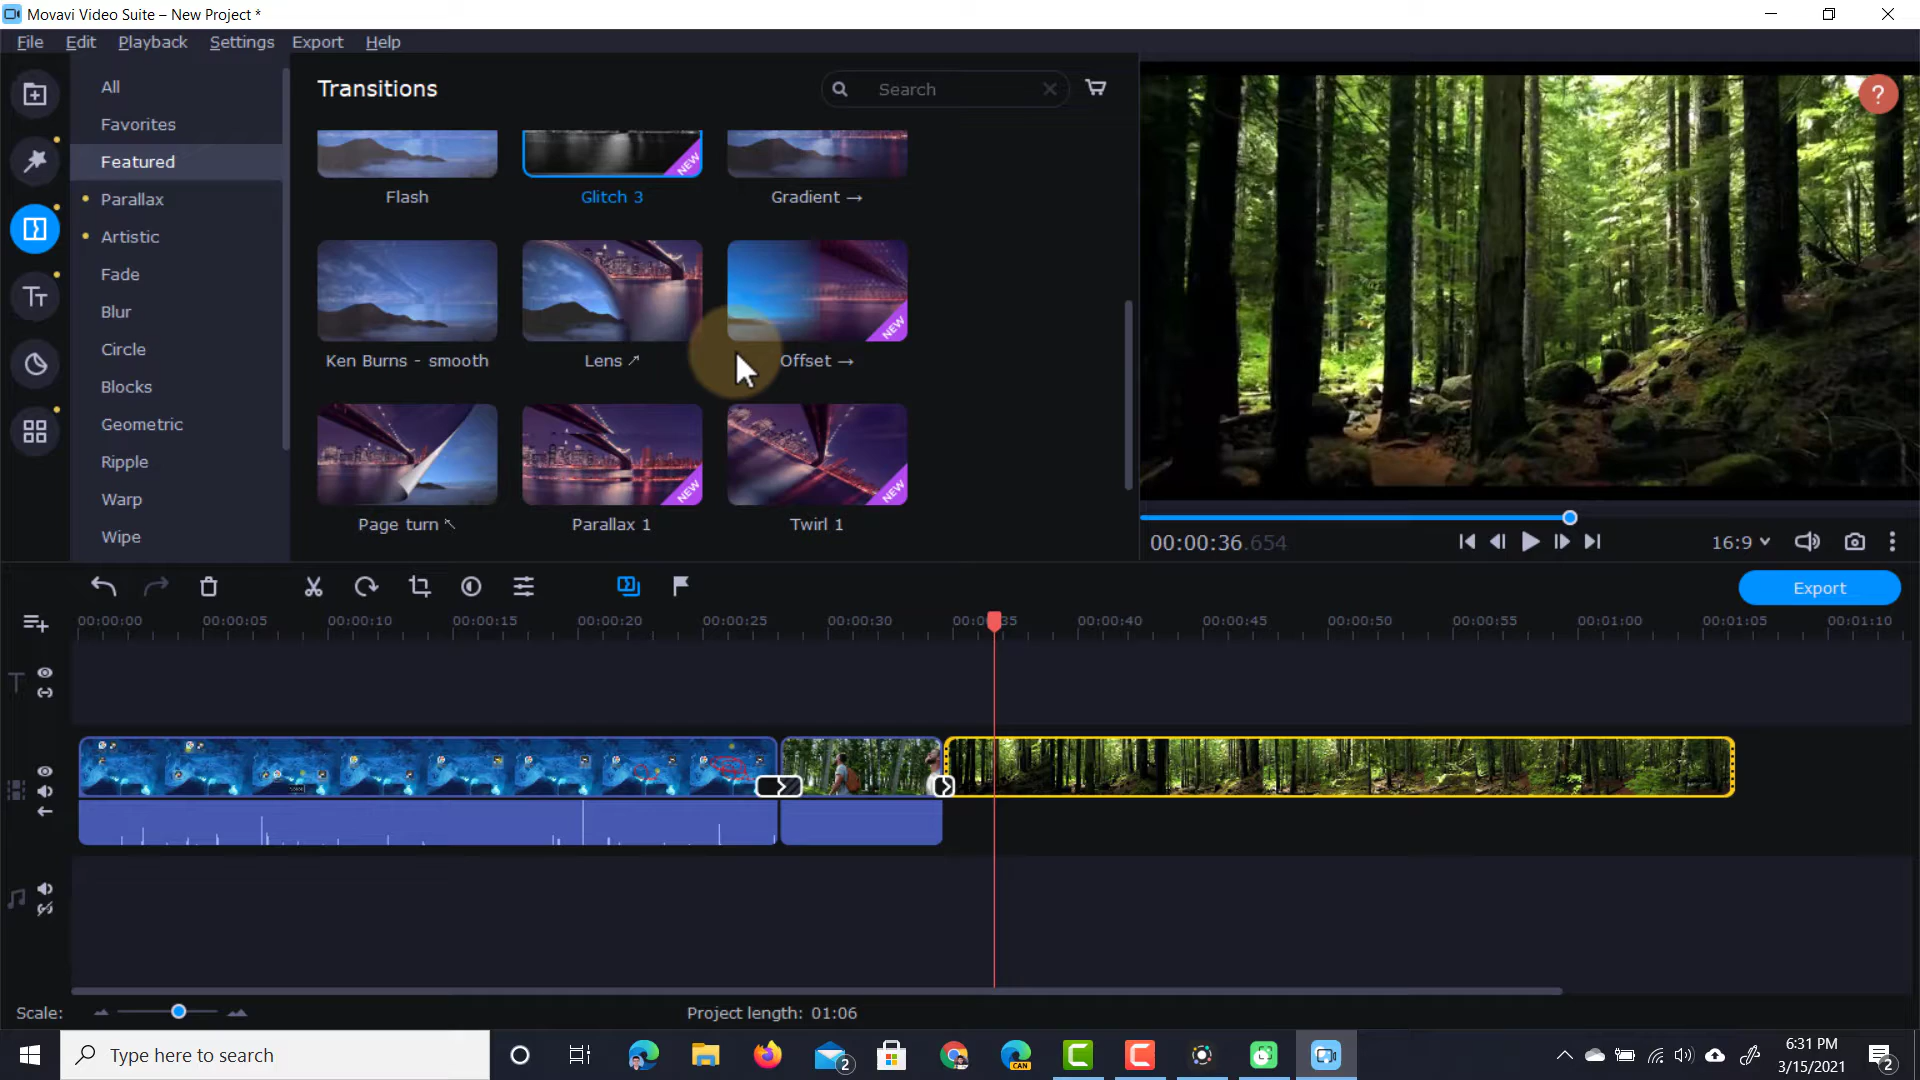 Movavi Video Suite – New Project *
File Edit Playback Settings Export Help
All
Favorites
Featured
Parallax
Artistic
Fade
Blur
Circle
Blocks
Geometric
Ripple
Warp
Wipe
Transitions
Search
Flash
Glitch 3
NEW
Gradient →
Ken Burns - smooth
Lens ↗
Offset →
NEW
Page turn ↖
Parallax 1
NEW
Twirl 1
NEW
?
00:00:36.654
16:9
Export
00:00:00 00:00:05 00:00:10 00:00:15 00:00:20 00:00:25 00:00:30 00:00:35 00:00:40 00:00:45 00:00:50 00:00:55 00:01:00 00:01:05 00:01:10
Scale:
Project length: 01:06
Type here to search
2
CAN
6:31 PM
3/15/2021
2